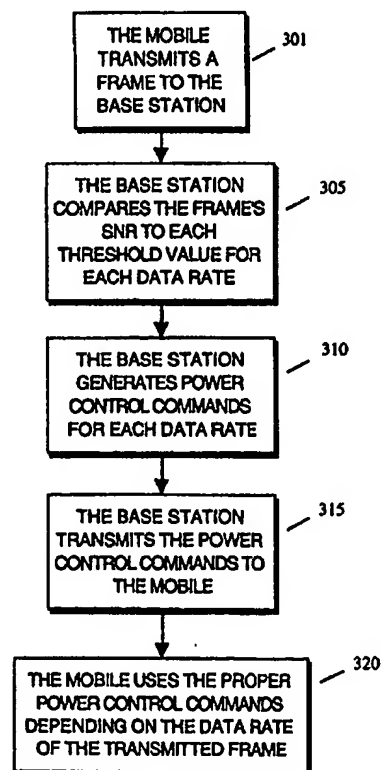 THE MOBILE
TRANSMITS A
FRAME TO THE
BASE STATION
301
THE BASE STATION
COMPARES THE FRAME'S
SNR TO EACH
THRESHOLD VALUE FOR
EACH DATA RATE
305
THE BASE STATION
GENERATES POWER
CONTROL COMMANDS
FOR EACH DATA RATE
310
THE BASE STATION
TRANSMITS THE POWER
CONTROL COMMANDS TO
THE MOBILE
315
THE MOBILE USES THE PROPER
POWER CONTROL COMMANDS
DEPENDING ON THE DATA RATE
OF THE TRANSMITTED FRAME
320